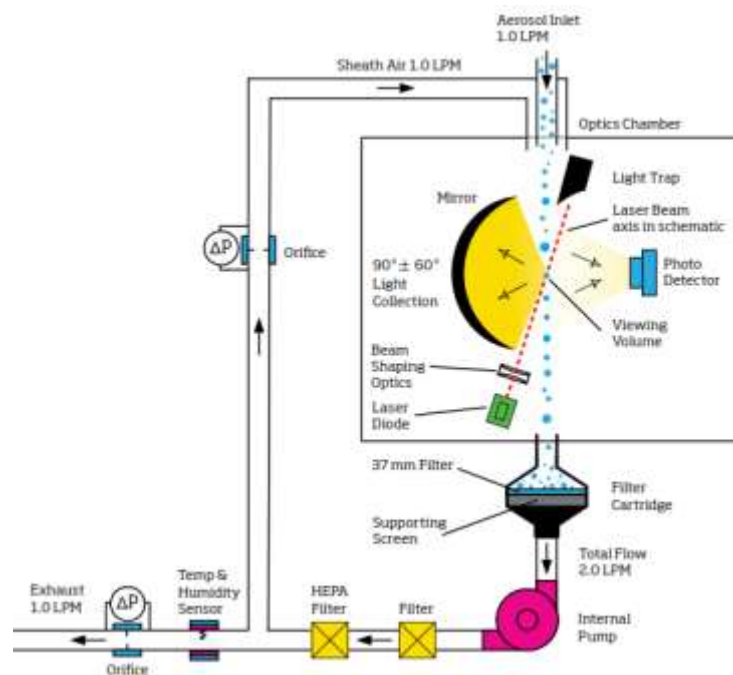 Aerosol Inlet
1.0 LPM
Sheath Air 1.0 LPM
Optics Chamber
Light Trap
Mirror
Laser Beam
axis in schematic
ΔP
Orifice
90° ± 60°
Light
Collection
Photo
Detector
Viewing
Volume
Beam
Shaping
Optics
Laser
Diode
37 mm Filter
Filter
Cartridge
Supporting
Screen
Total Flow
2.0 LPM
Exhaust
1.0 LPM
ΔP
Temp &
Humidity
Sensor
HEPA
Filter
Filter
Internal
Pump
Orifice